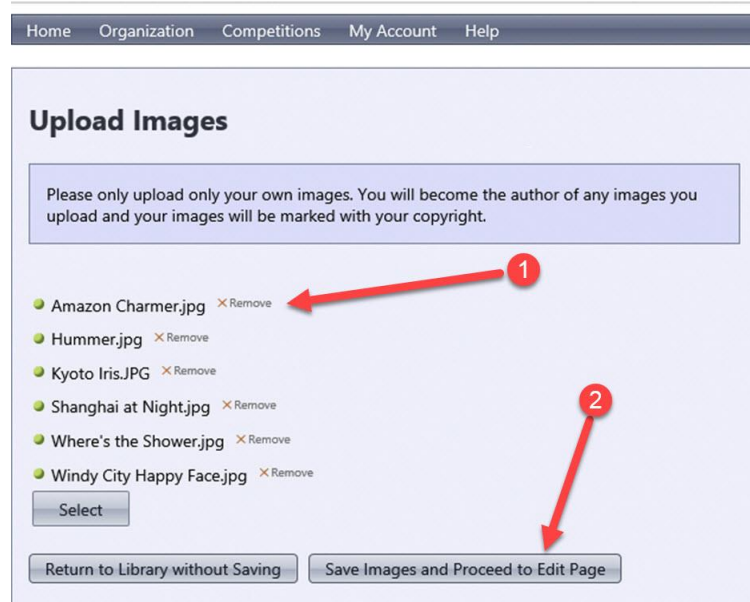 Home Organization Competitions My Account Help
Upload Images
Please only upload only your own images. You will become the author of any images you
upload and your images will be marked with your copyright.
1
Amazon Charmer.jpg ×Remove
Hummer.jpg ×Remove
Kyoto Iris.JPG ×Remove
Shanghai at Night.jpg ×Remove
2
Where's the Shower.jpg ×Remove
Windy City Happy Face.jpg ×Remove
Select
Return to Library without Saving Save Images and Proceed to Edit Page